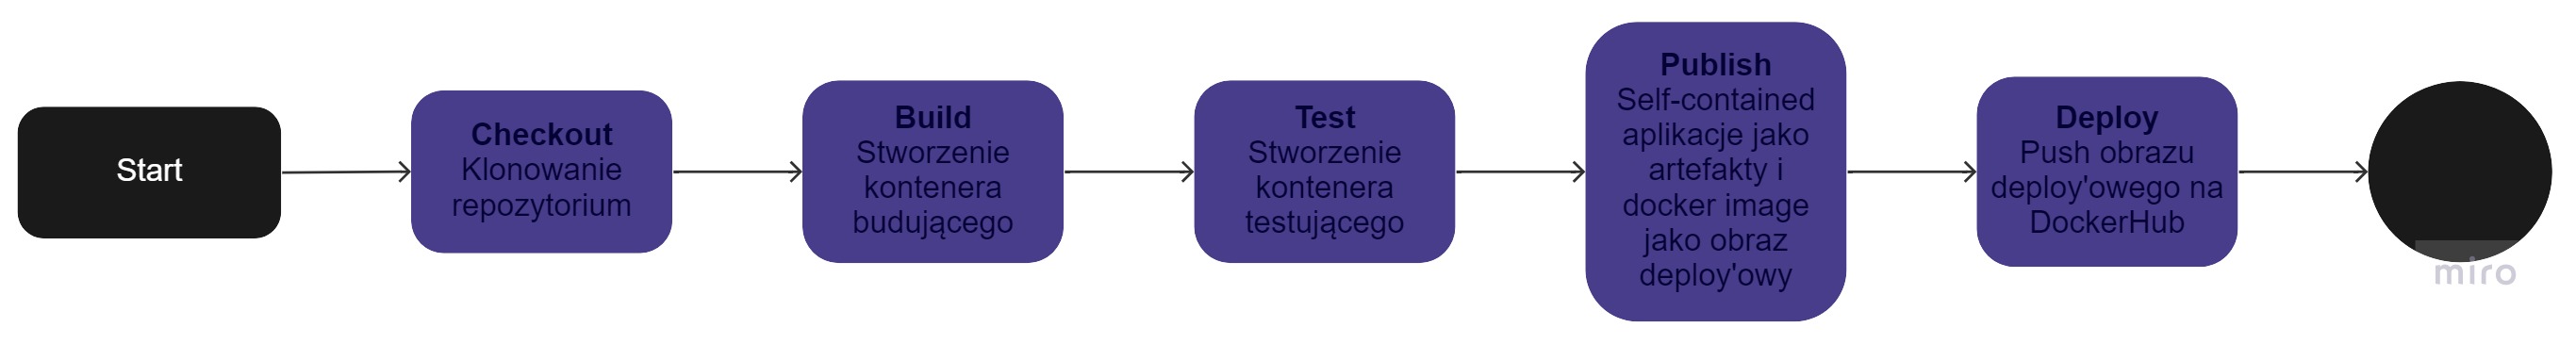 Start
Checkout
Klonowanie
repozytorium
Build
Stworzenie
kontenera
budującego
Test
Stworzenie
kontenera
testującego
Publish
Self-contained
aplikacje jako
artefakty i
docker image
jako obraz
deploy'owy
Deploy
Push obrazu
deploy'owego na
DockerHub
miro